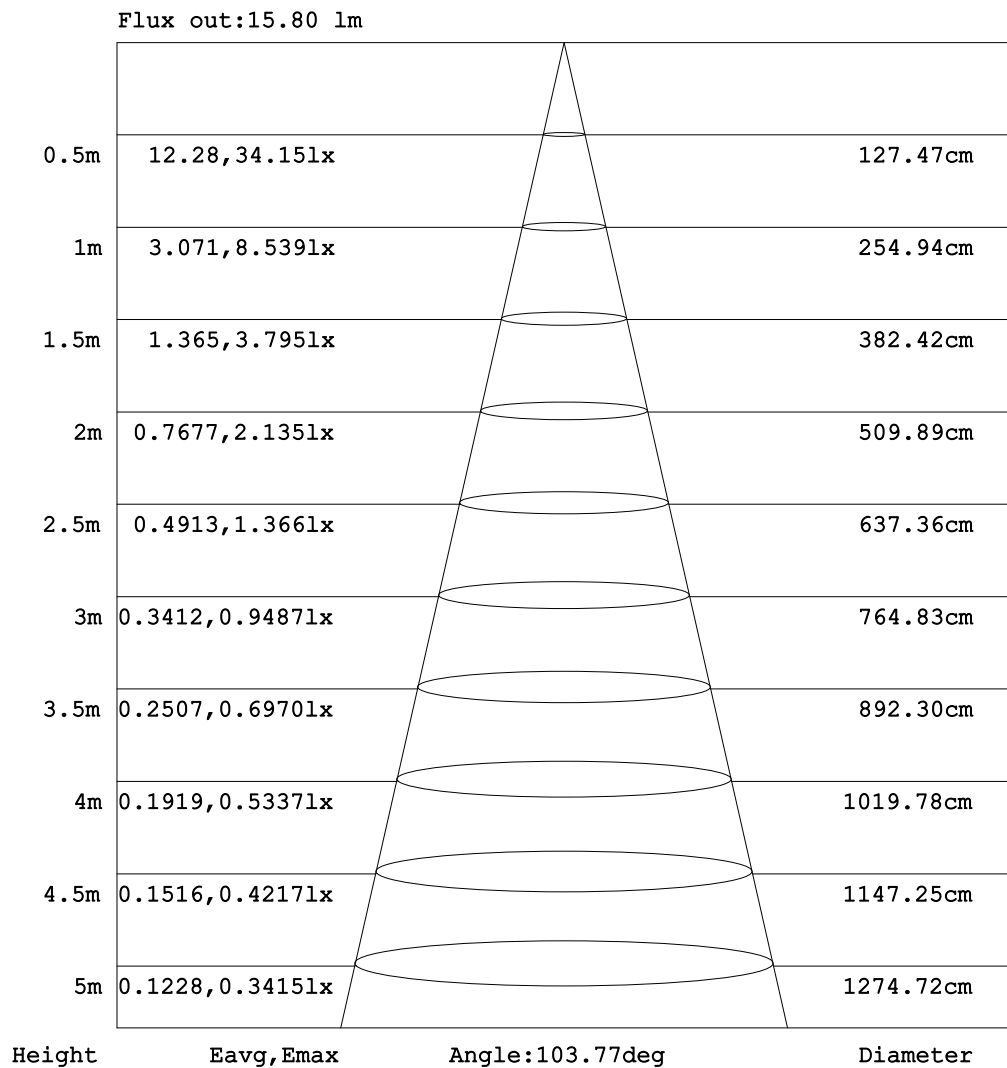 Flux out:15.80 lm
0.5m 12.28,34.15lx 127.47cm
1m 3.071,8.539lx 254.94cm
1.5m 1.365,3.795lx 382.42cm
2m 0.7677,2.135lx 509.89cm
2.5m 0.4913,1.366lx 637.36cm
3m 0.3412,0.9487lx 764.83cm
3.5m 0.2507,0.6970lx 892.30cm
4m 0.1919,0.5337lx 1019.78cm
4.5m 0.1516,0.4217lx 1147.25cm
5m 0.1228,0.3415lx 1274.72cm
Height Eavg,Emax Angle:103.77deg Diameter